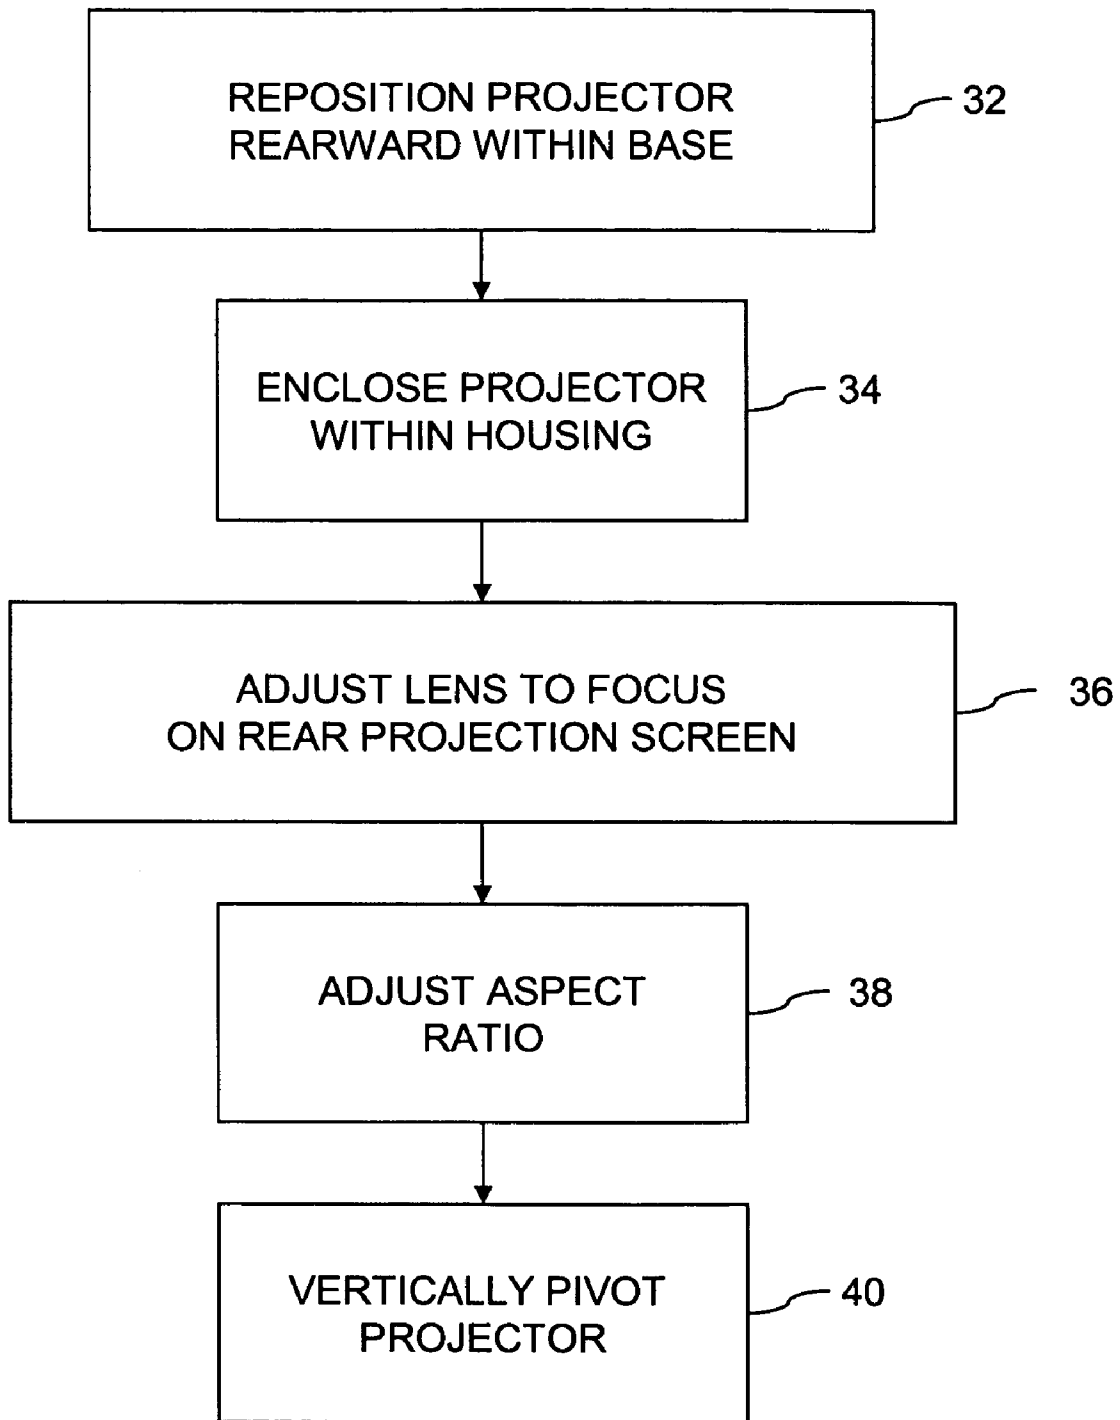 REPOSITION PROJECTOR
REARWARD WITHIN BASE
32
ENCLOSE PROJECTOR
WITHIN HOUSING
34
ADJUST LENS TO FOCUS
ON REAR PROJECTION SCREEN
36
ADJUST ASPECT
RATIO
38
VERTICALLY PIVOT
PROJECTOR
40